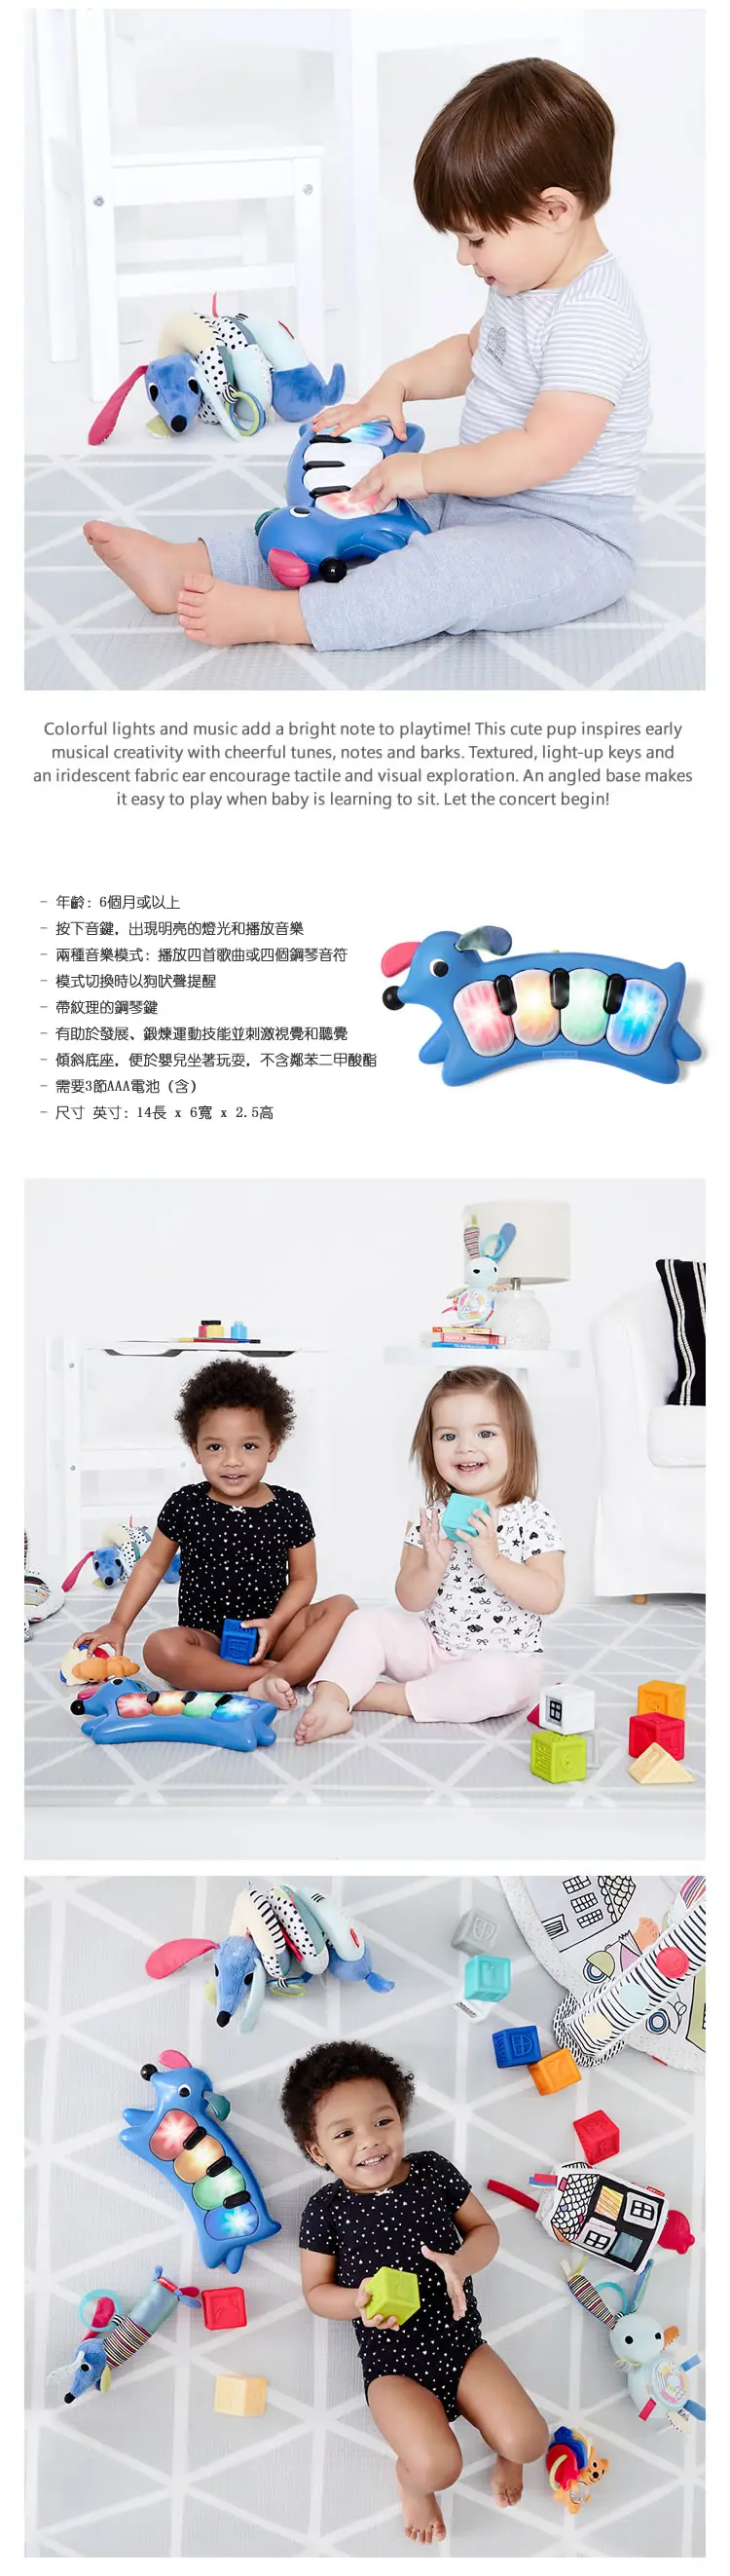 Colorful lights and music add a bright note to playtime! This cute pup inspires early
musical creativity with cheerful tunes, notes and barks. Textured, light-up keys and
an iridescent fabric ear encourage tactile and visual exploration. An angled base makes
it easy to play when baby is learning to sit. Let the concert begin!
- 年齡: 6個月或以上
- 按下音鍵, 出現明亮的燈光和播放音樂
- 兩種音樂模式: 播放四首歌曲或四個鋼琴音符
- 模式切換時以狗吠聲提醒
- 帶紋理的鋼琴鍵
- 有助於發展、鍛煉運動技能並刺激視覺和聽覺
- 傾斜底座, 便於嬰兒坐著玩耍, 不含鄰苯二甲酸酯
- 需要3節AAA電池 (含)
- 尺寸 英寸: 14長 x 6寬 x 2.5高